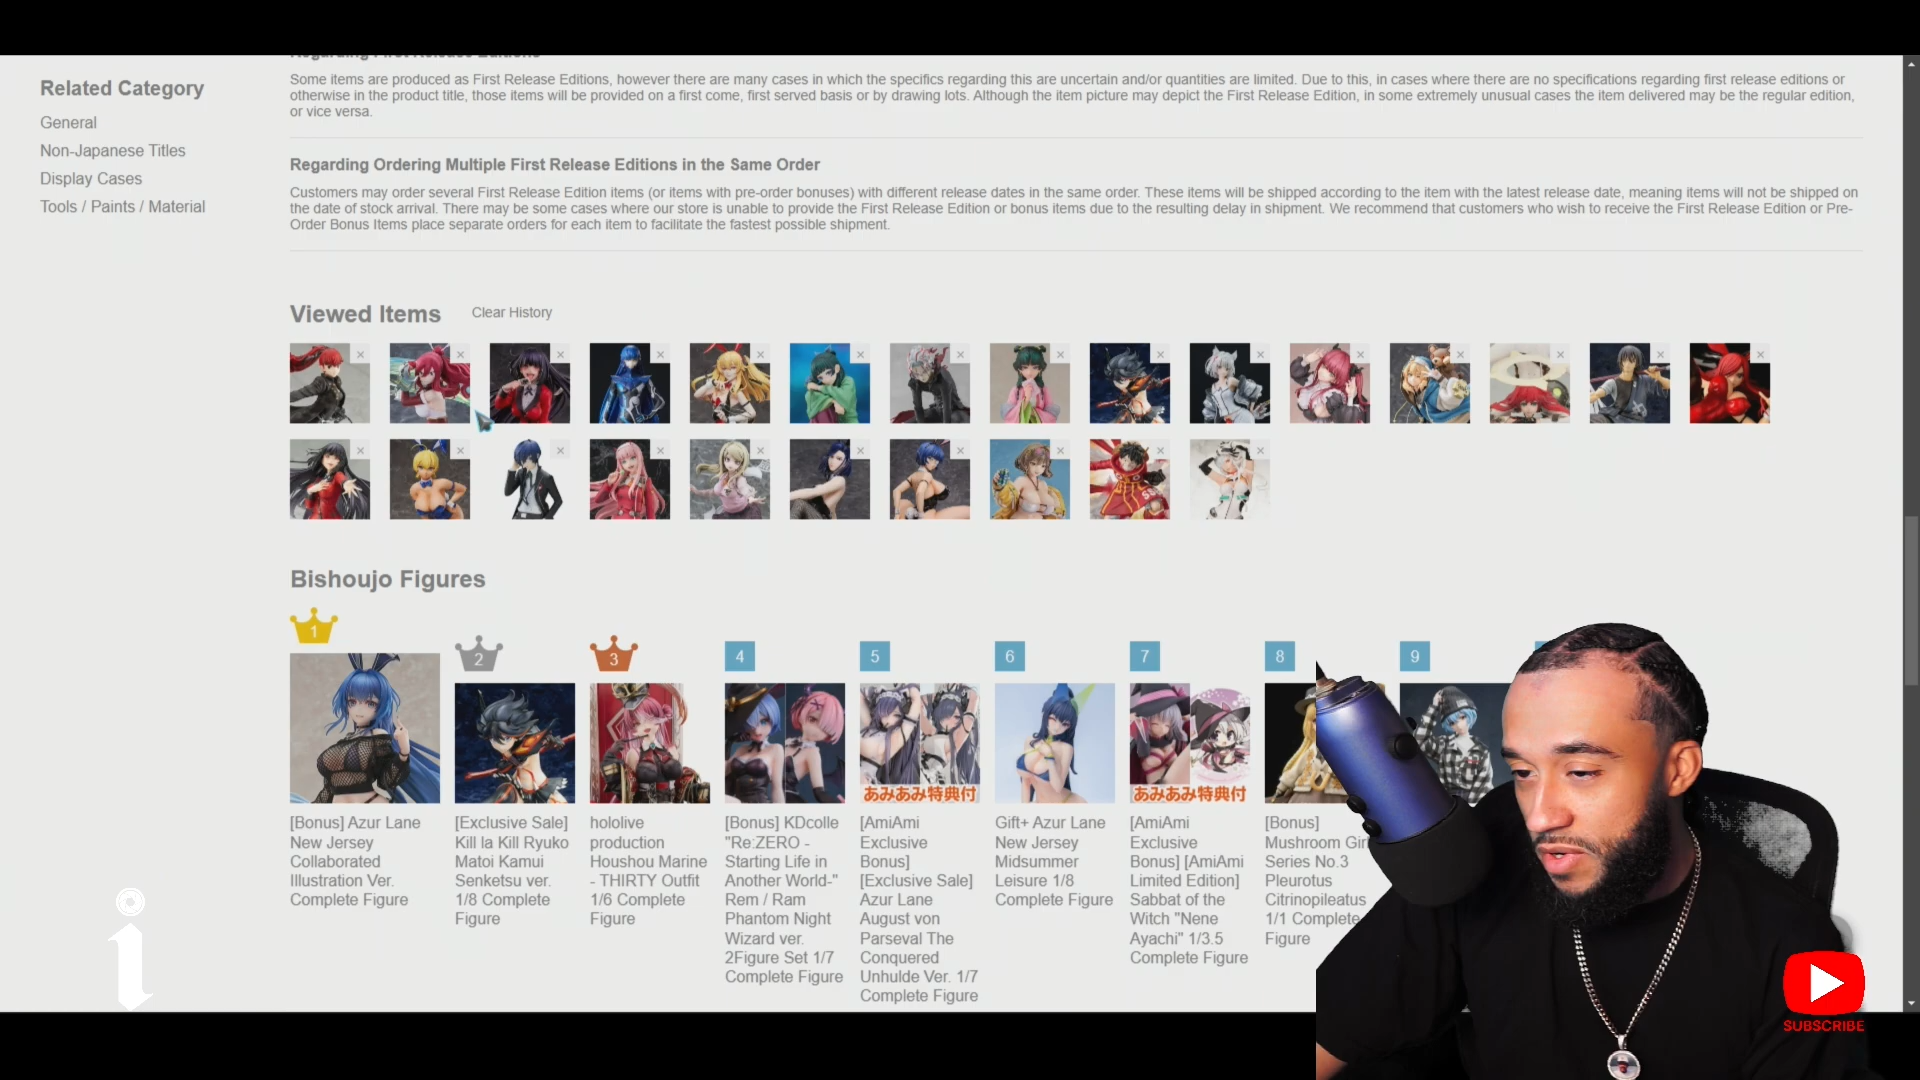 Regarding First Release Editions
Related Category
General
Non-Japanese Titles
Display Cases
Tools / Paints / Material
Some items are produced as First Release Editions, however there are many cases in which the specifics regarding this are uncertain and/or quantities are limited. Due to this, in cases where there are no specifications regarding first release editions or
otherwise in the product title, those items will be provided on a first come, first served basis or by drawing lots. Although the item picture may depict the First Release Edition, in some extremely unusual cases the item delivered may be the regular edition,
or vice versa.
Regarding Ordering Multiple First Release Editions in the Same Order
Customers may order several First Release Edition items (or items with pre-order bonuses) with different release dates in the same order. These items will be shipped according to the item with the latest release date, meaning items will not be shipped on
the date of stock arrival. There may be some cases where our store is unable to provide the First Release Edition or bonus items due to the resulting delay in shipment. We recommend that customers who wish to receive the First Release Edition or Pre-
Order Bonus Items place separate orders for each item to facilitate the fastest possible shipment.
Viewed Items
Clear History
Bishoujo Figures
1
[Bonus] Azur Lane
New Jersey
Collaborated
Illustration Ver.
Complete Figure
2
[Exclusive Sale]
Kill la Kill Ryuko
Matoi Kamui
Senketsu ver.
1/8 Complete
Figure
3
hololive
production
Houshou Marine
- THIRTY Outfit
1/6 Complete
Figure
4
[Bonus] KDcolle
"Re:ZERO -
Starting Life in
Another World-"
Rem / Ram
Phantom Night
Wizard ver.
2Figure Set 1/7
Complete Figure
5
あみあみ特典付
[AmiAmi
Exclusive
Bonus]
[Exclusive Sale]
Azur Lane
August von
Parseval The
Conquered
Unhulde Ver. 1/7
Complete Figure
6
Gift+ Azur Lane
New Jersey
Midsummer
Leisure 1/8
Complete Figure
7
あみあみ特典付
[AmiAmi
Exclusive
Bonus] [AmiAmi
Limited Edition]
Sabbat of the
Witch "Nene
Ayachi" 1/3.5
Complete Figure
8
[Bonus]
Mushroom Girl
Series No.3
Pleurotus
Citrinopileatus
1/1 Complete
Figure
9
SUBSCRIBE